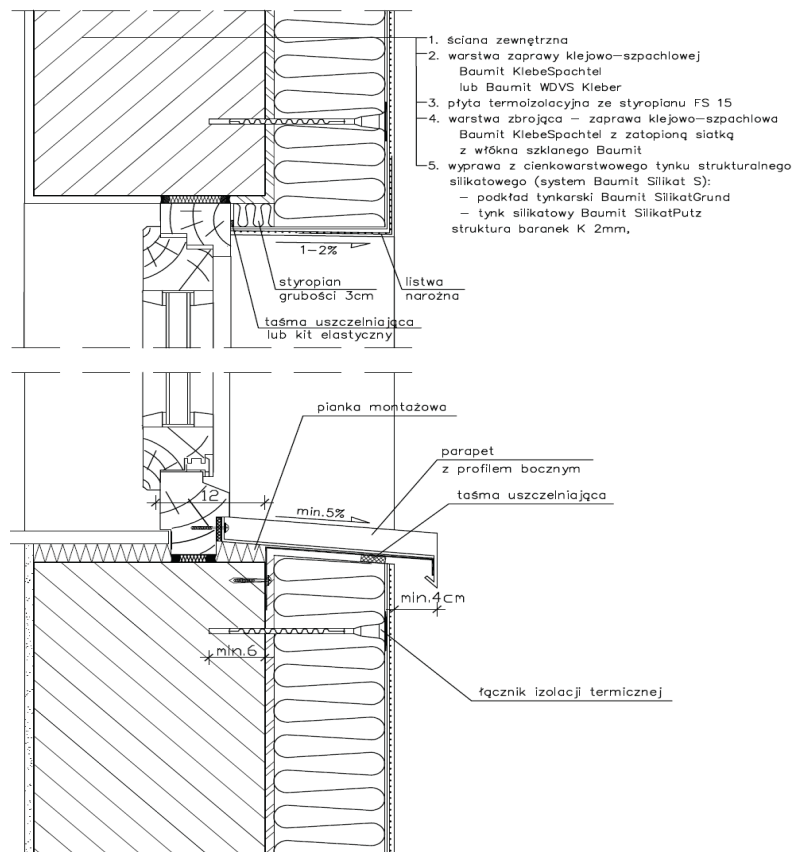 1. ściana zewnętrzna
2. warstwa zaprawy klejowo-szpachlowej
Baumit KlebeSpachtel
lub Baumit WDVS Kleber
3. płyta termoizolacyjna ze styropianu FS 15
4. warstwa zbrojąca - zaprawa klejowo-szpachlowa
Baumit KlebeSpachtel z zatopioną siatką
z włókna szklanego Baumit
5. wyprawa z cienkowarstwowego tynku strukturalnego
silikatowego (system Baumit Silikat S):
- podkład tynkarski Baumit SilikatGrund
- tynk silikatowy Baumit SilikatPutz
struktura baranek K 2mm,
1-2%
styropian
grubości 3cm
listwa
narożna
taśma uszczelniająca
lub kit elastyczny
pianka montażowa
parapet
z profilem bocznym
taśma uszczelniająca
12
min.5%
min.4cm
min.6
łącznik izolacji termicznej